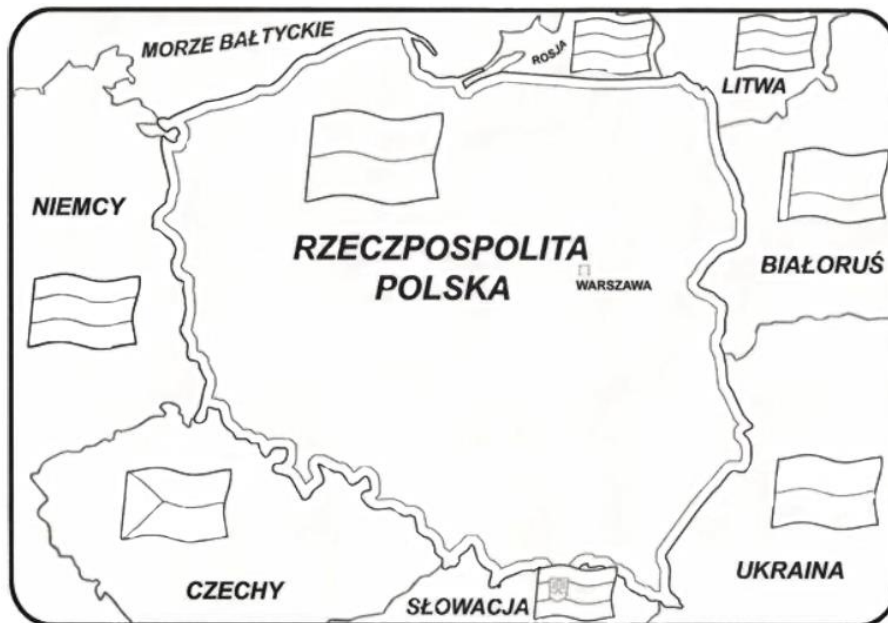 MORZE BAŁTYCKIE
ROSJA
LITWA
NIEMCY
RZECZPOSPOLITA
POLSKA
WARSZAWA
BIAŁORUŚ
CZECHY
SŁOWACJA
UKRAINA